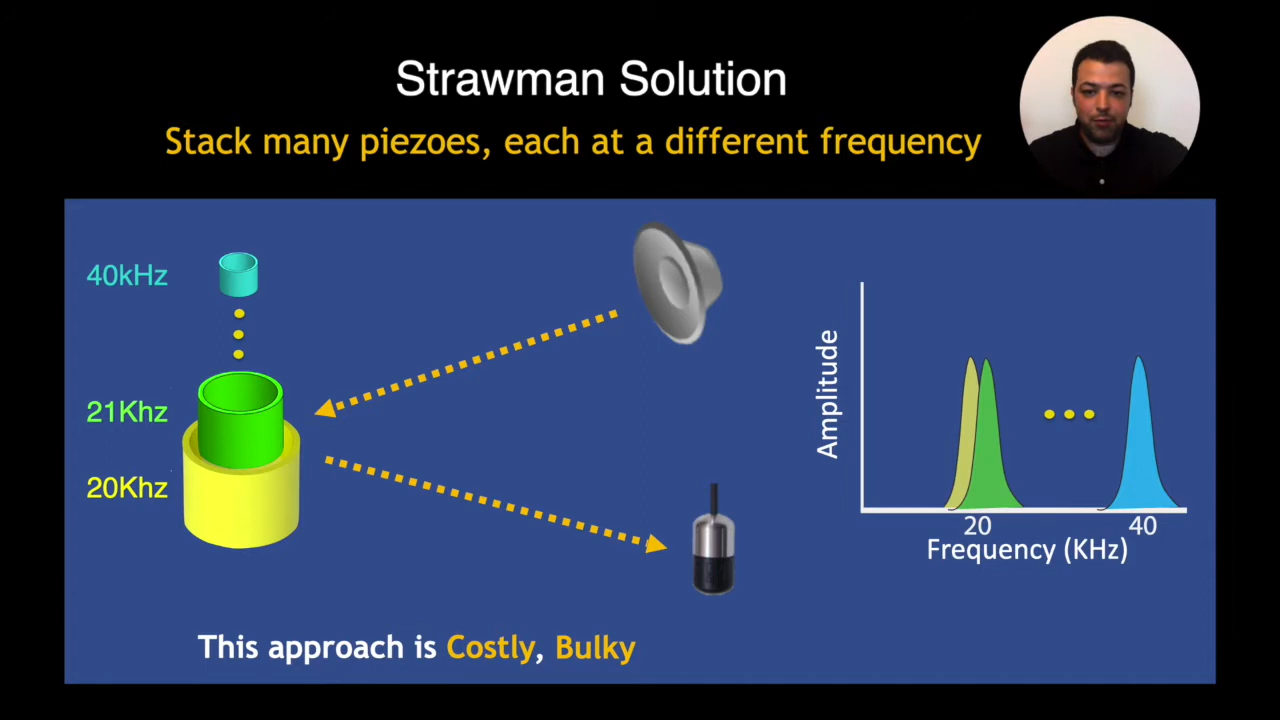 Strawman Solution
Stack many piezoes, each at a different frequency
40kHz
21Khz
20Khz
Amplitude
20
40
Frequency (KHz)
This approach is Costly, Bulky